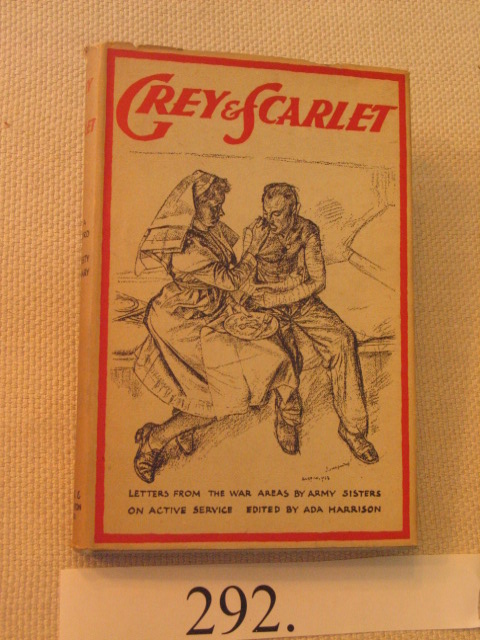 GREY & SCARLET
LETTERS FROM THE WAR AREAS BY ARMY SISTERS
ON ACTIVE SERVICE EDITED BY ADA HARRISON
292.